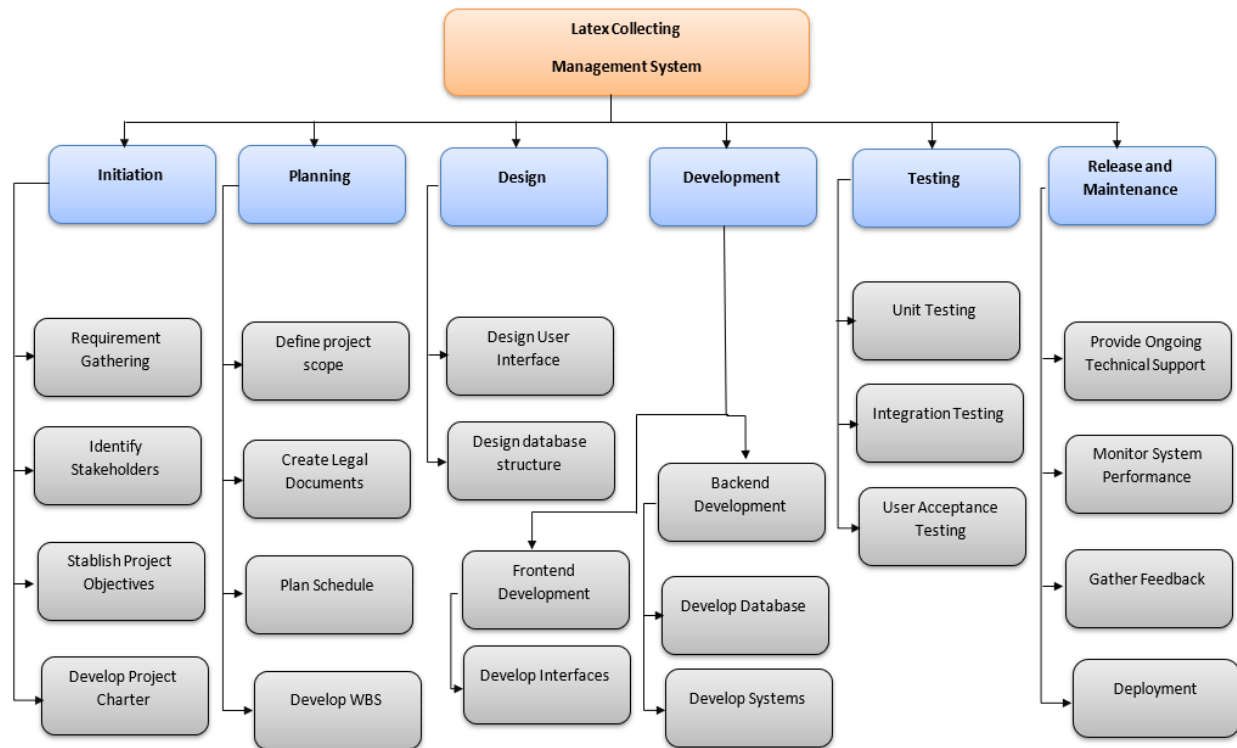 Latex Collecting
Management System
Initiation
Planning
Design
Development
Testing
Release and
Maintenance
Requirement
Gathering
Identify
Stakeholders
Stablish Project
Objectives
Develop Project
Charter
Define project
scope
Create Legal
Documents
Plan Schedule
Develop WBS
Design User
Interface
Design database
structure
Frontend
Development
Develop Interfaces
Backend
Development
Develop Database
Develop Systems
Unit Testing
Integration Testing
User Acceptance
Testing
Provide Ongoing
Technical Support
Monitor System
Performance
Gather Feedback
Deployment